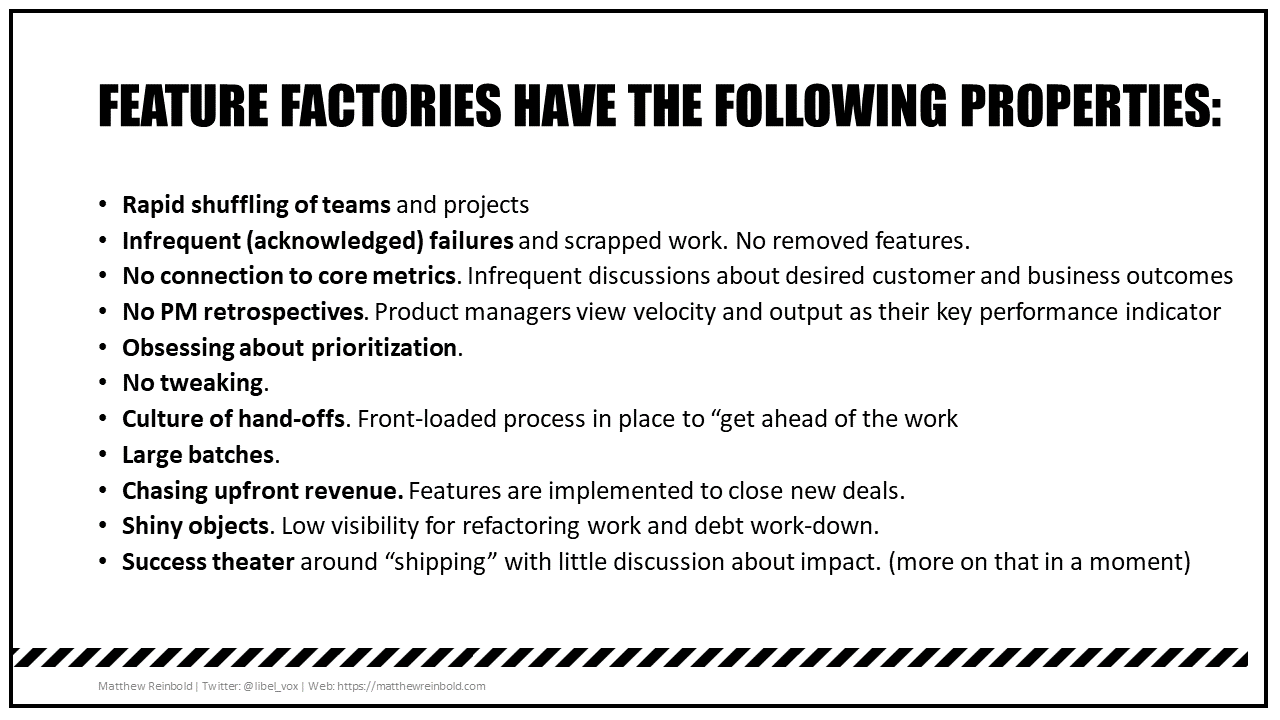 FEATURE FACTORIES HAVE THE FOLLOWING PROPERTIES:
• Rapid shuffling of teams and projects
• Infrequent (acknowledged) failures and scrapped work. No removed features.
• No connection to core metrics. Infrequent discussions about desired customer and business outcomes
• No PM retrospectives. Product managers view velocity and output as their key performance indicator
• Obsessing about prioritization.
• No tweaking.
• Culture of hand-offs. Front-loaded process in place to “get ahead of the work
• Large batches.
• Chasing upfront revenue. Features are implemented to close new deals.
• Shiny objects. Low visibility for refactoring work and debt work-down.
• Success theater around “shipping” with little discussion about impact. (more on that in a moment)
Matthew Reinbold | Twitter: @libel_vox | Web: https://matthewreinbold.com